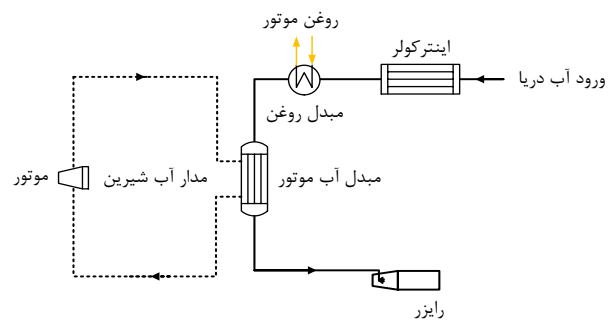 روغن موتور
اینترکولر
ورود آب دریا
مبدل روغن
مبدل آب موتور
مدار آب شیرین
موتور
رایزر